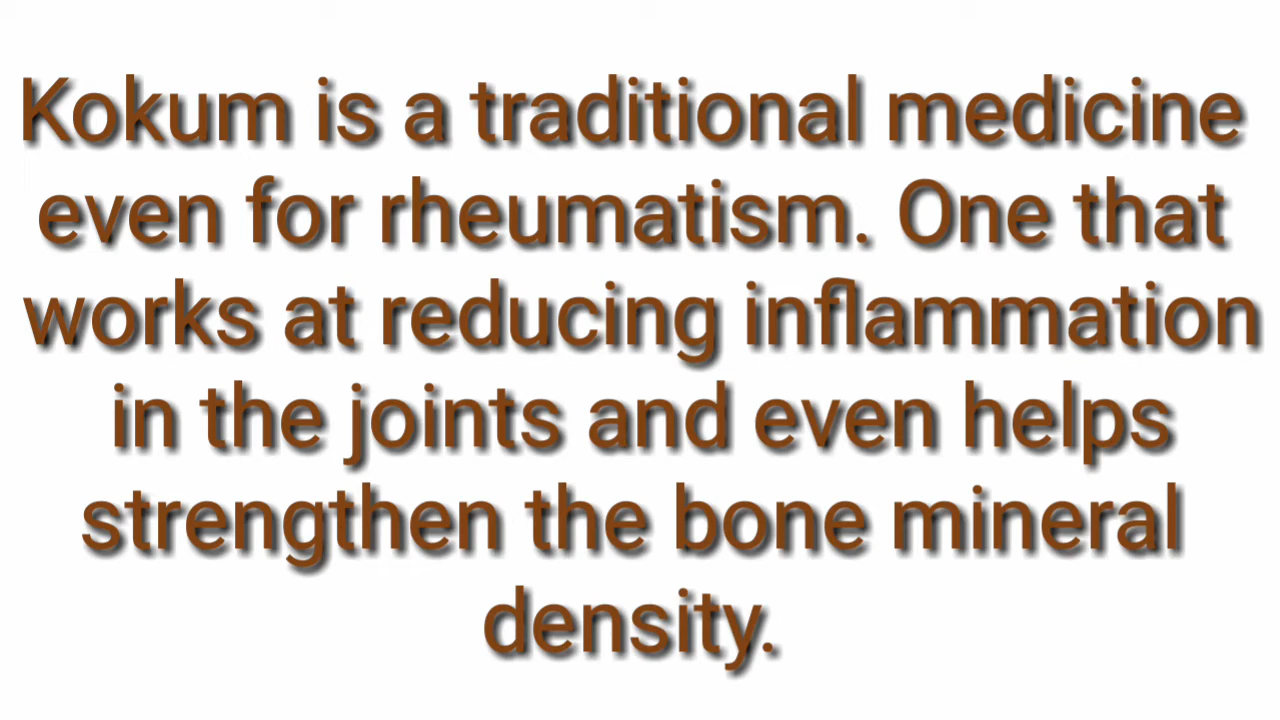 Kokum is a traditional medicine
even for rheumatism. One that
works at reducing inflammation
in the joints and even helps
strengthen the bone mineral
density.